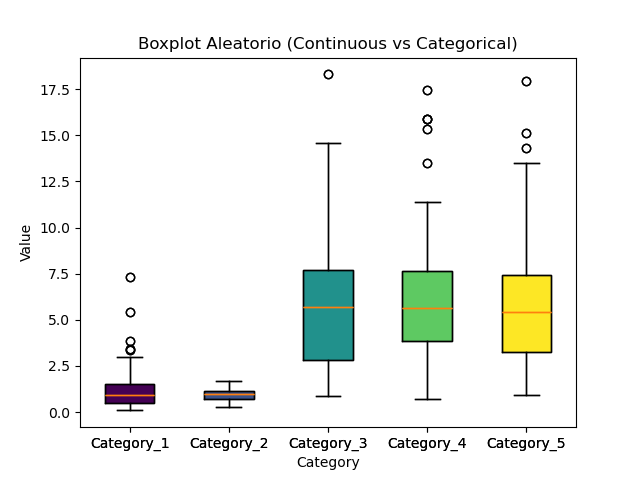 Boxplot Aleatorio (Continuous vs Categorical)
Value
17.5
15.0
12.5
10.0
7.5
5.0
2.5
0.0
Category_1 Category_2 Category_3 Category_4 Category_5
Category